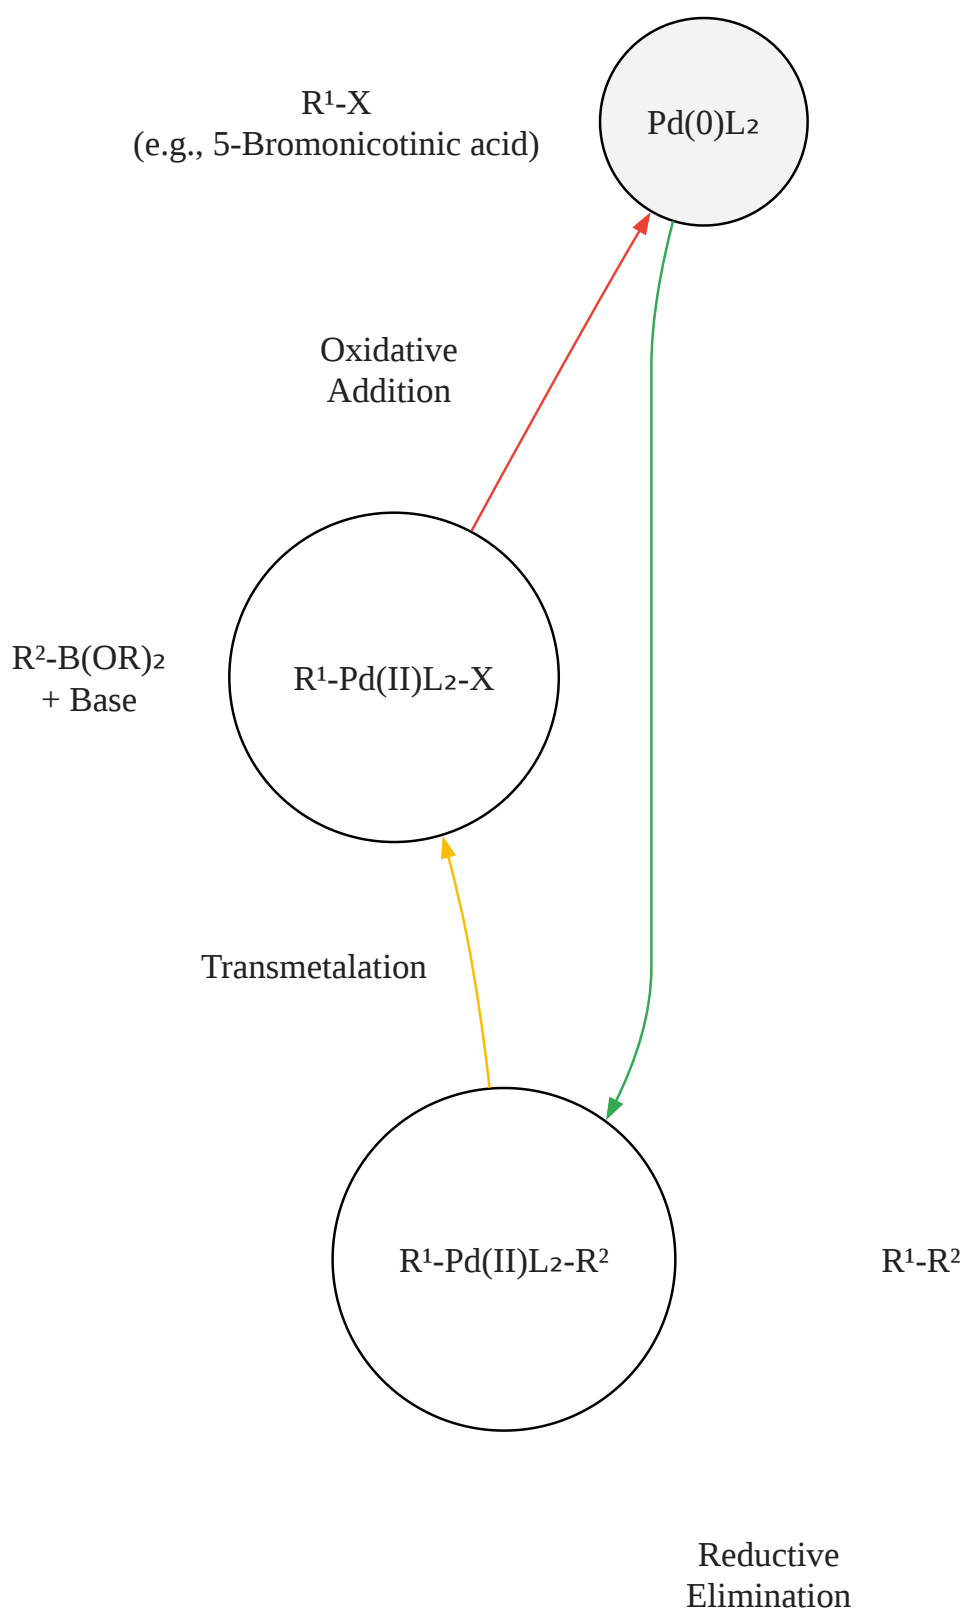 R¹-X
(e.g., 5-Bromonicotinic acid)
Pd(0)L₂
Oxidative
Addition
R²-B(OR)₂
+ Base
R¹-Pd(II)L₂-X
Transmetalation
R¹-Pd(II)L₂-R²
R¹-R²
Reductive
Elimination